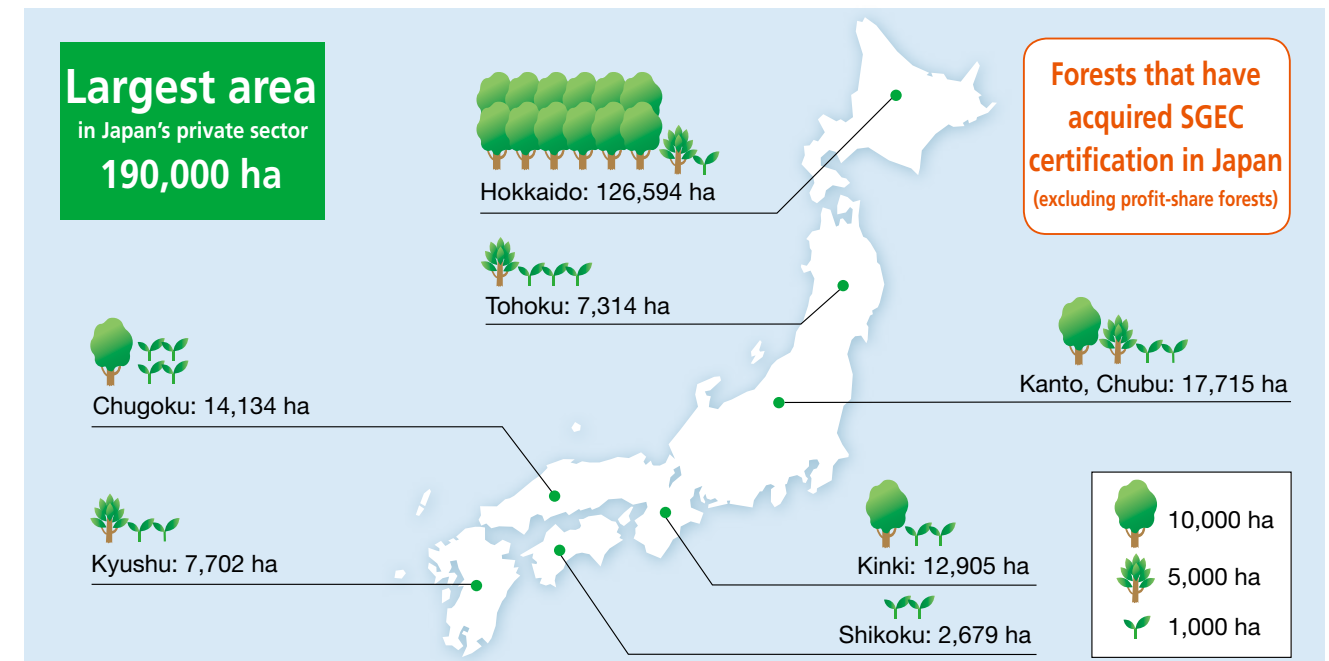 Largest area
in Japan's private sector
190,000 ha
Forests that have
acquired SGEC
certification in Japan
(excluding profit-share forests)
Hokkaido: 126,594 ha
Tohoku: 7,314 ha
Kanto, Chubu: 17,715 ha
Chugoku: 14,134 ha
Kyushu: 7,702 ha
Kinki: 12,905 ha
Shikoku: 2,679 ha
10,000 ha
5,000 ha
1,000 ha